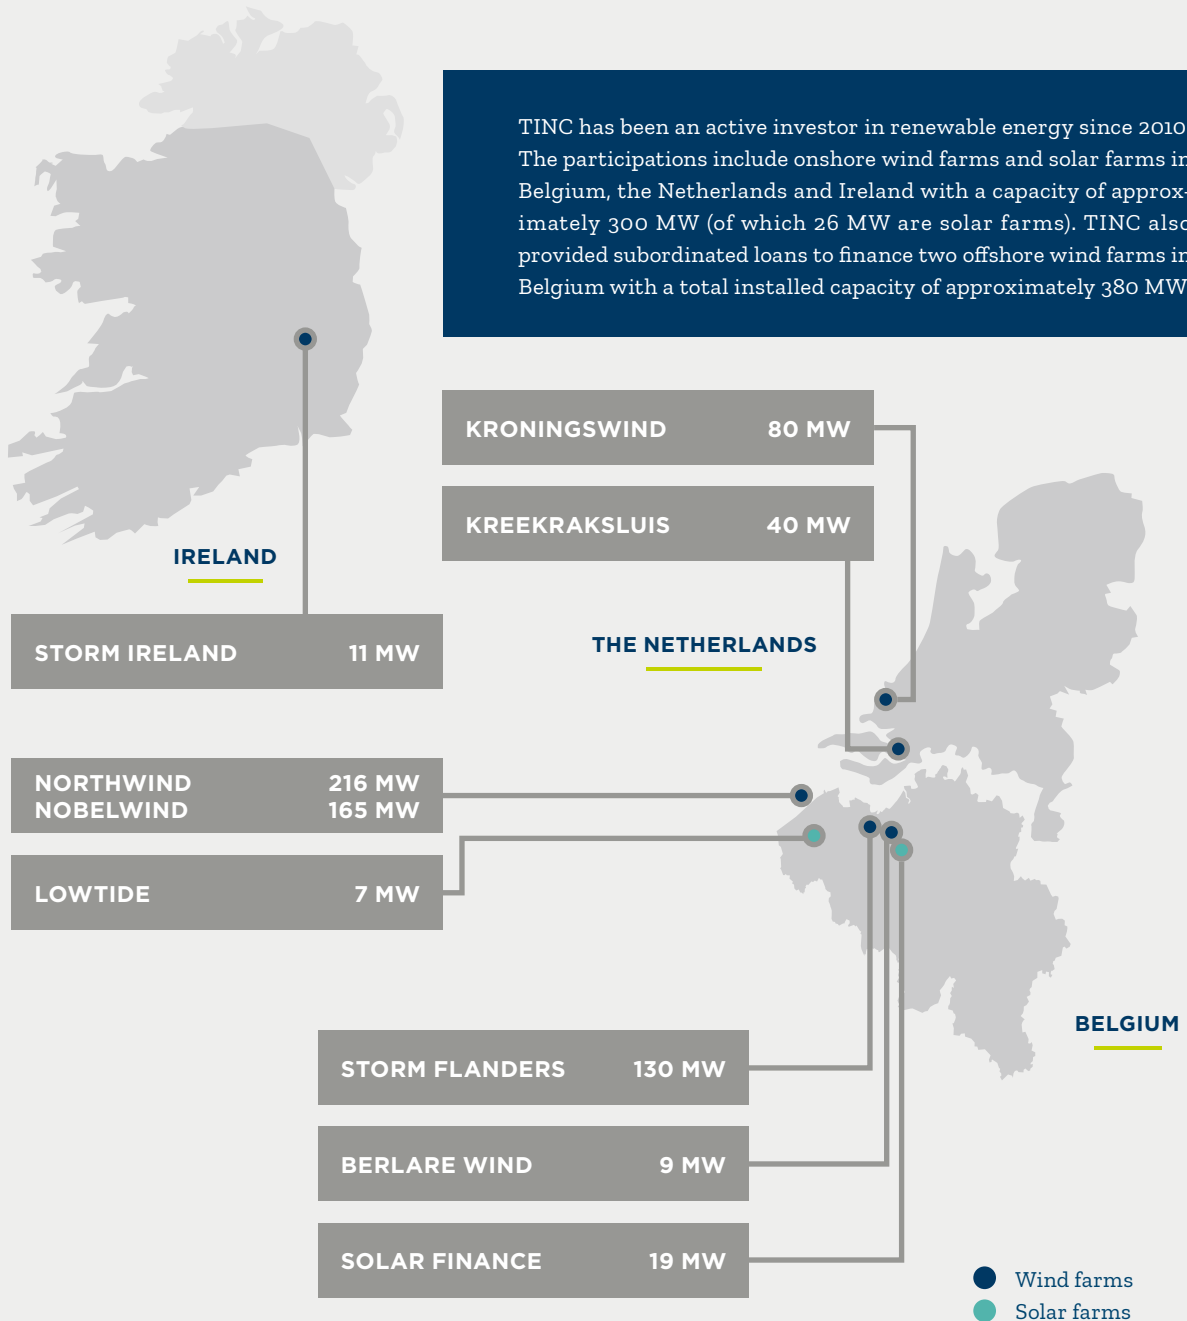 TINC has been an active investor in renewable energy since 2010
The participations include onshore wind farms and solar farms in
Belgium, the Netherlands and Ireland with a capacity of approx-
imately 300 MW (of which 26 MW are solar farms). TINC also
provided subordinated loans to finance two offshore wind farms in
Belgium with a total installed capacity of approximately 380 MW
KRONINGSWIND 80 MW
KREEKRAKSLUIS 40 MW
IRELAND
STORM IRELAND 11 MW
THE NETHERLANDS
NORTHWIND 216 MW
NOBELWIND 165 MW
LOWTIDE 7 MW
BELGIUM
STORM FLANDERS 130 MW
BERLARE WIND 9 MW
SOLAR FINANCE 19 MW
Wind farms
Solar farms